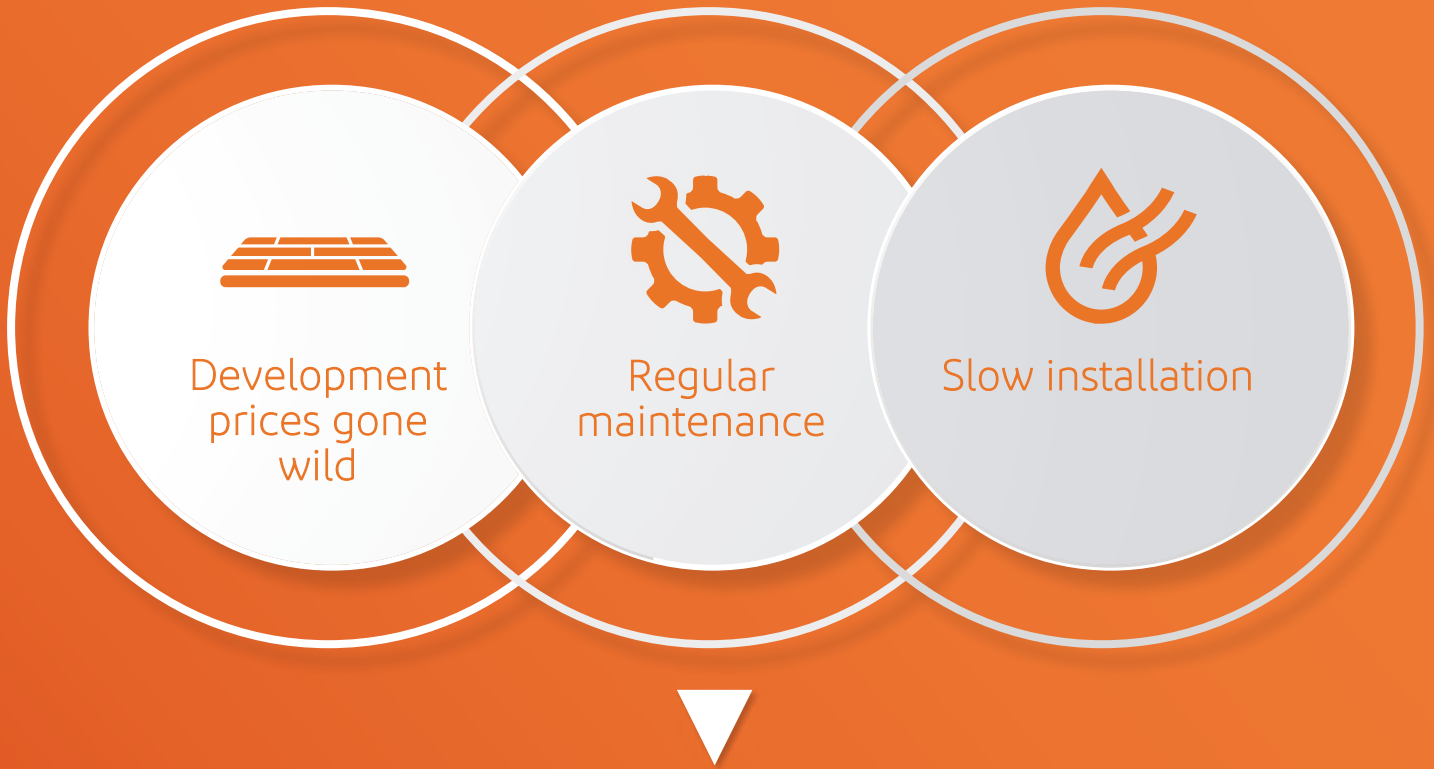 Development
prices gone
wild
Regular
maintenance
Slow installation